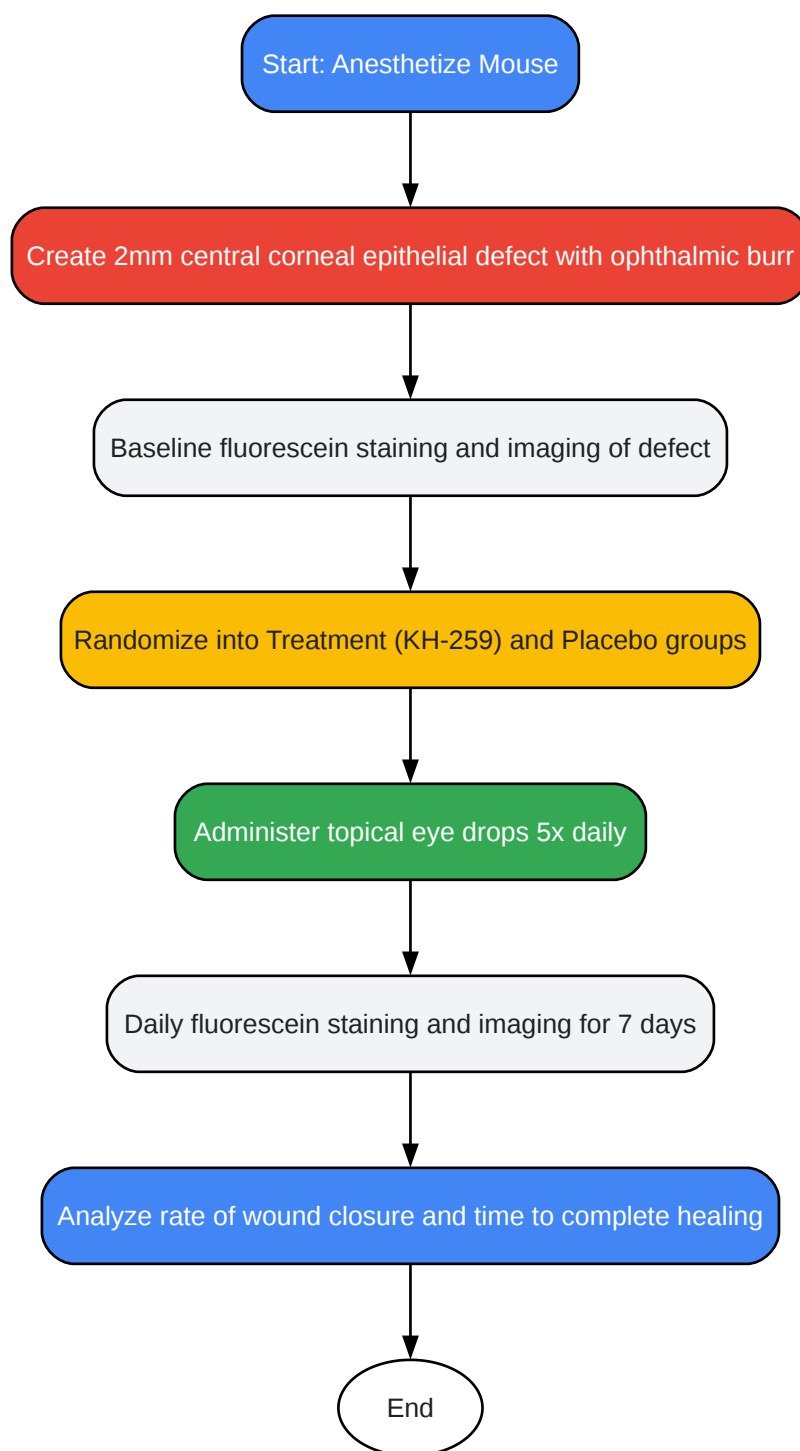 Start: Anesthetize Mouse
Create 2mm central corneal epithelial defect with ophthalmic burr
Baseline fluorescein staining and imaging of defect
Randomize into Treatment (KH-259) and Placebo groups
Administer topical eye drops 5x daily
Daily fluorescein staining and imaging for 7 days
Analyze rate of wound closure and time to complete healing
End